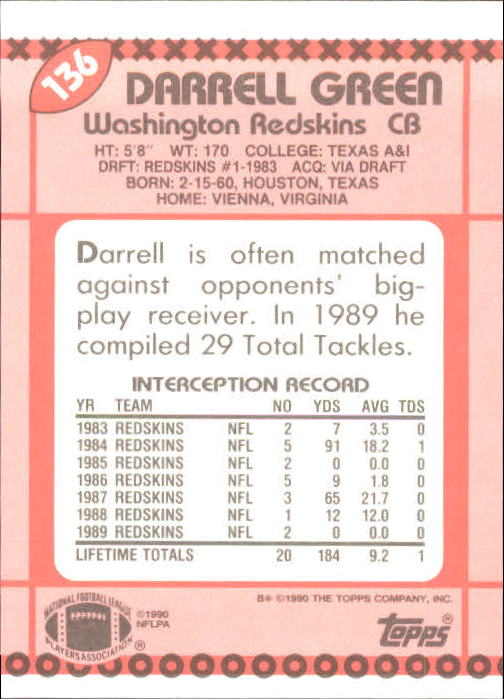 136
DARRELL GREEN
Washington Redskins CB
HT: 5'8" WT: 170 COLLEGE: TEXAS A&I
DRFT: REDSKINS #1-1983 ACQ: VIA DRAFT
BORN: 2-15-60, HOUSTON, TEXAS
HOME: VIENNA, VIRGINIA
Darrell is often matched
against opponents' big-
play receiver. In 1989 he
compiled 29 Total Tackles.
INTERCEPTION RECORD
YR TEAM NO YDS AVG TDS
1983 REDSKINS NFL 2 7 3.5 0
1984 REDSKINS NFL 5 91 18.2 1
1985 REDSKINS NFL 2 0 0.0 0
1986 REDSKINS NFL 5 9 1.8 0
1987 REDSKINS NFL 3 65 21.7 0
1988 REDSKINS NFL 1 12 12.0 0
1989 REDSKINS NFL 2 0 0.0 0
LIFETIME TOTALS 20 184 9.2 1
NATIONAL FOOTBALL LEAGUE
PLAYERS ASSOCIATION ®
©1990
NFLPA
B* ©1990 THE TOPPS COMPANY, INC.
Topps®